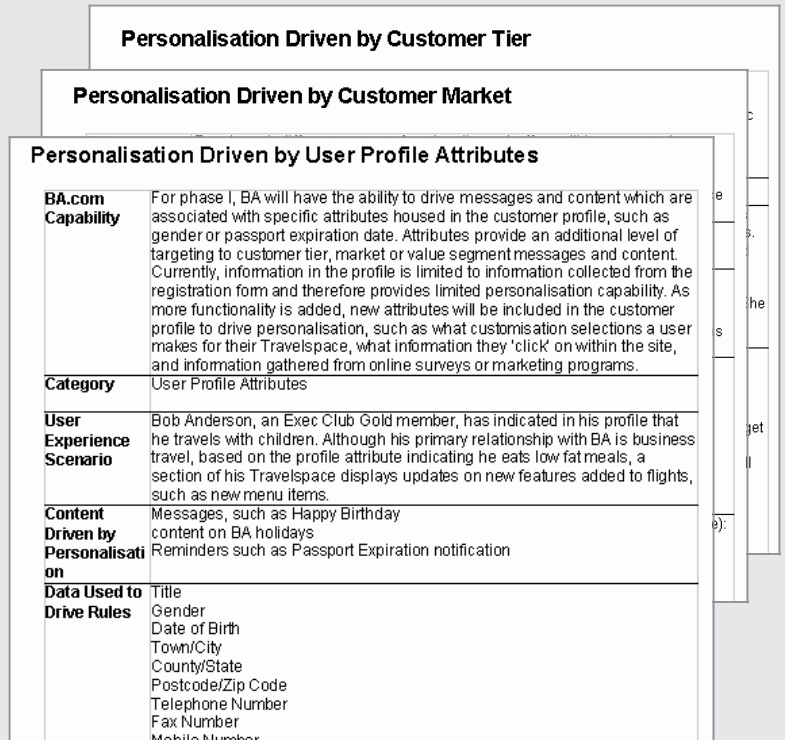 Personalisation Driven by Customer Tier
Personalisation Driven by Customer Market
Personalisation Driven by User Profile Attributes
BA.com
Capability
For phase I, BA will have the ability to drive messages and content which are
associated with specific attributes housed in the customer profile, such as
gender or passport expiration date. Attributes provide an additional level of
targeting to customer tier, market or value segment messages and content.
Currently, information in the profile is limited to information collected from the
registration form and therefore provides limited personalisation capability. As
more functionality is added, new attributes will be included in the customer
profile to drive personalisation, such as what customisation selections a user
makes for their Travelspace, what information they 'click' on within the site,
and information gathered from online surveys or marketing programs.
Category
User Profile Attributes
User
Experience
Scenario
Bob Anderson, an Exec Club Gold member, has indicated in his profile that
he travels with children. Although his primary relationship with BA is business
travel, based on the profile attribute indicating he eats low fat meals, a
section of his Travelspace displays updates on new features added to flights,
such as new menu items.
Content
Driven by
Personalisati
on
Messages, such as Happy Birthday
content on BA holidays
Reminders such as Passport Expiration notification
Data Used to
Drive Rules
Title
Gender
Date of Birth
Town/City
County/State
Postcode/Zip Code
Telephone Number
Fax Number
Mobile Number